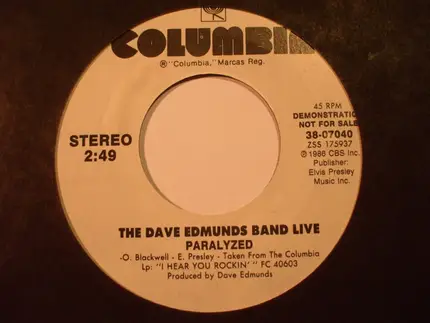 COLUMBIA
® "Columbia," Marcas Reg.
STEREO
2:49
45 RPM
DEMONSTRATIO
NOT FOR SALE
38-07040
ZSS 175937
℗ 1986 CBS Inc.
Publisher:
Elvis Presley
Music Inc.
THE DAVE EDMUNDS BAND LIVE
PARALYZED
-O. Blackwell - E. Presley - Taken From The Columbia
Lp: "I HEAR YOU ROCKIN' " FC 40603
Produced by Dave Edmunds